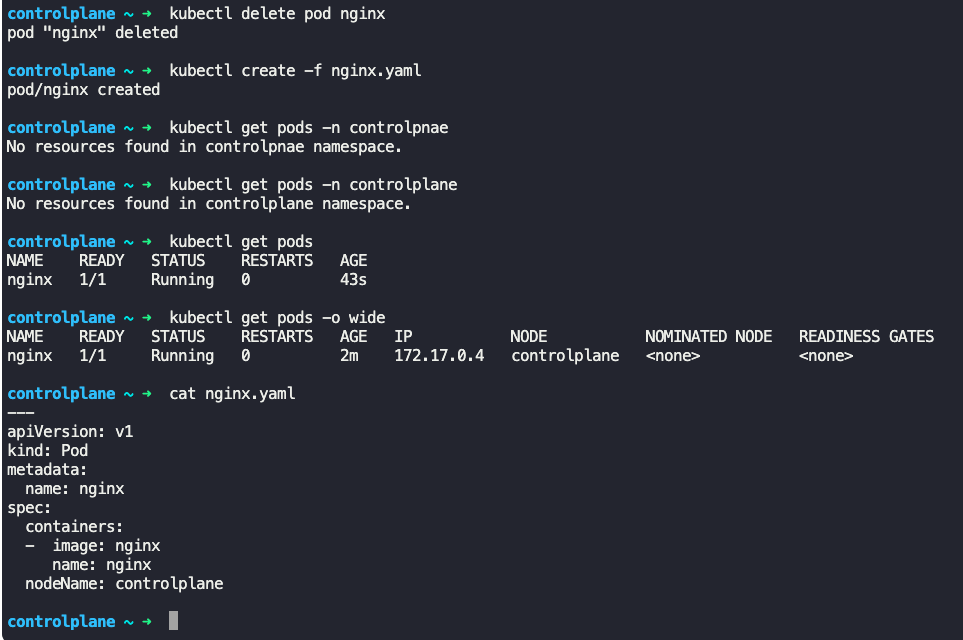 controlplane ~ ➜  kubectl delete pod nginx
pod "nginx" deleted
controlplane ~ ➜  kubectl create -f nginx.yaml
pod/nginx created
controlplane ~ ➜  kubectl get pods -n controlpnae
No resources found in controlpnae namespace.
controlplane ~ ➜  kubectl get pods -n controlplane
No resources found in controlplane namespace.
controlplane ~ ➜  kubectl get pods
NAME    READY   STATUS    RESTARTS   AGE
nginx   1/1     Running   0          43s
controlplane ~ ➜  kubectl get pods -o wide
NAME    READY   STATUS    RESTARTS   AGE   IP           NODE           NOMINATED NODE   READINESS GATES
nginx   1/1     Running   0          2m    172.17.0.4   controlplane   <none>           <none>
controlplane ~ ➜  cat nginx.yaml
---
apiVersion: v1
kind: Pod
metadata:
  name: nginx
spec:
  containers:
  -  image: nginx
     name: nginx
  nodeName: controlplane
controlplane ~ ➜